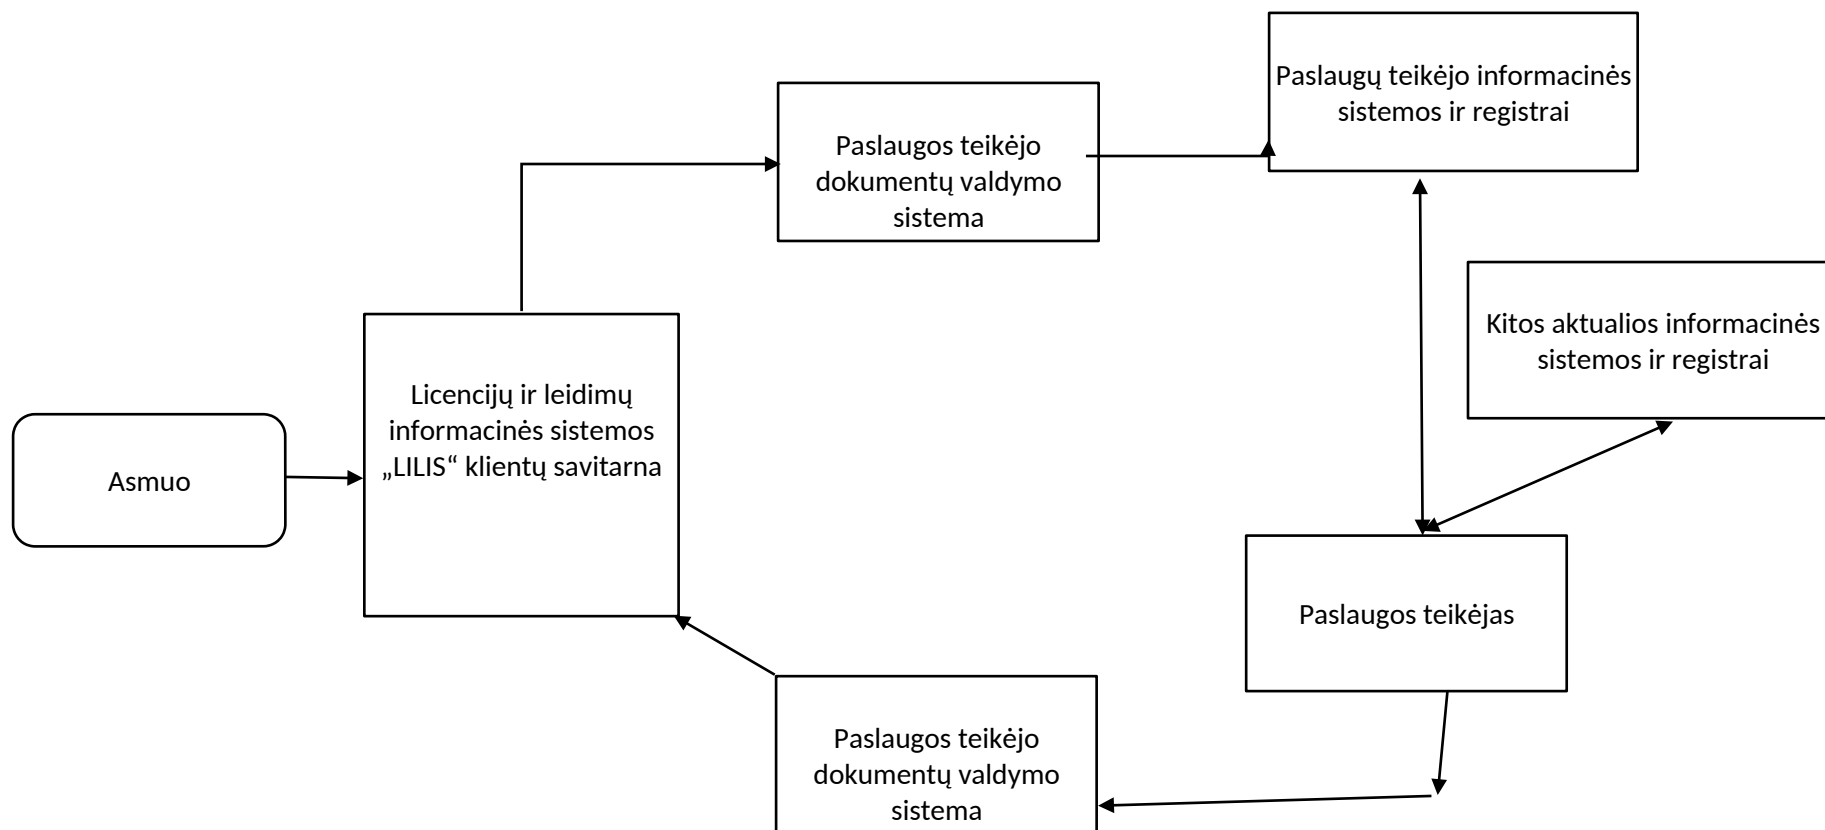 Paslaugų teikėjo informacinės
sistemos ir registrai
Paslaugos teikėjo
dokumentų valdymo
sistema
Kitos aktualios informacinės
sistemos ir registrai
Licencijų ir leidimų
informacinės sistemos
„LILIS“ klientų savitarna
Asmuo
Paslaugos teikėjas
Paslaugos teikėjo
dokumentų valdymo
sistema